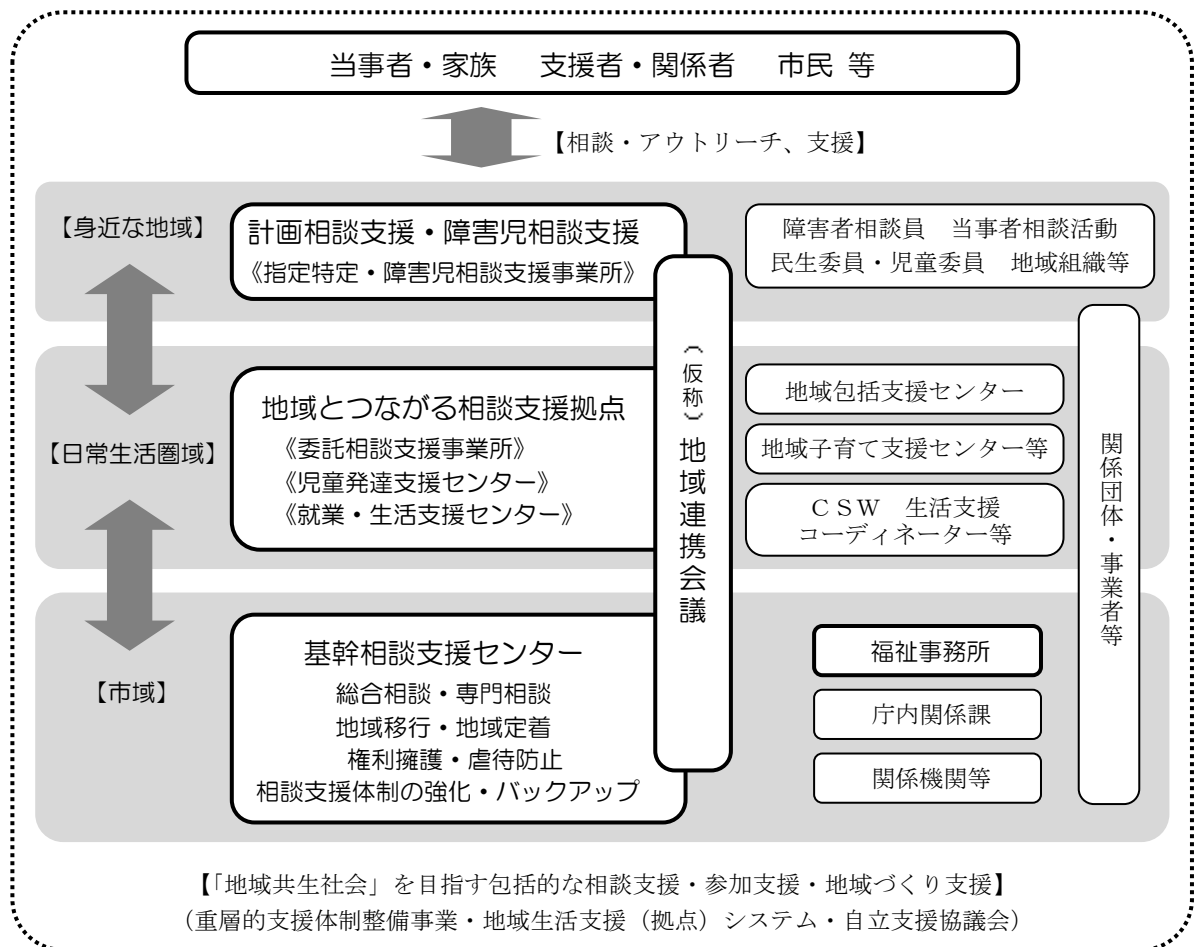 当事者・家族　支援者・関係者　市民 等
【相談・アウトリーチ、支援】
【身近な地域】
計画相談支援・障害児相談支援
《指定特定・障害児相談支援事業所》
障害者相談員　当事者相談活動
民生委員・児童委員　地域組織等
【日常生活圏域】
地域とつながる相談支援拠点
《委託相談支援事業所》
《児童発達支援センター》
《就業・生活支援センター》
（仮称）地域連携会議
地域包括支援センター
地域子育て支援センター等
ＣＳＷ　生活支援
コーディネーター等
関係団体・事業者等
【市域】
基幹相談支援センター
総合相談・専門相談
地域移行・地域定着
権利擁護・虐待防止
相談支援体制の強化・バックアップ
福祉事務所
庁内関係課
関係機関等
【「地域共生社会」を目指す包括的な相談支援・参加支援・地域づくり支援】
（重層的支援体制整備事業・地域生活支援（拠点）システム・自立支援協議会）